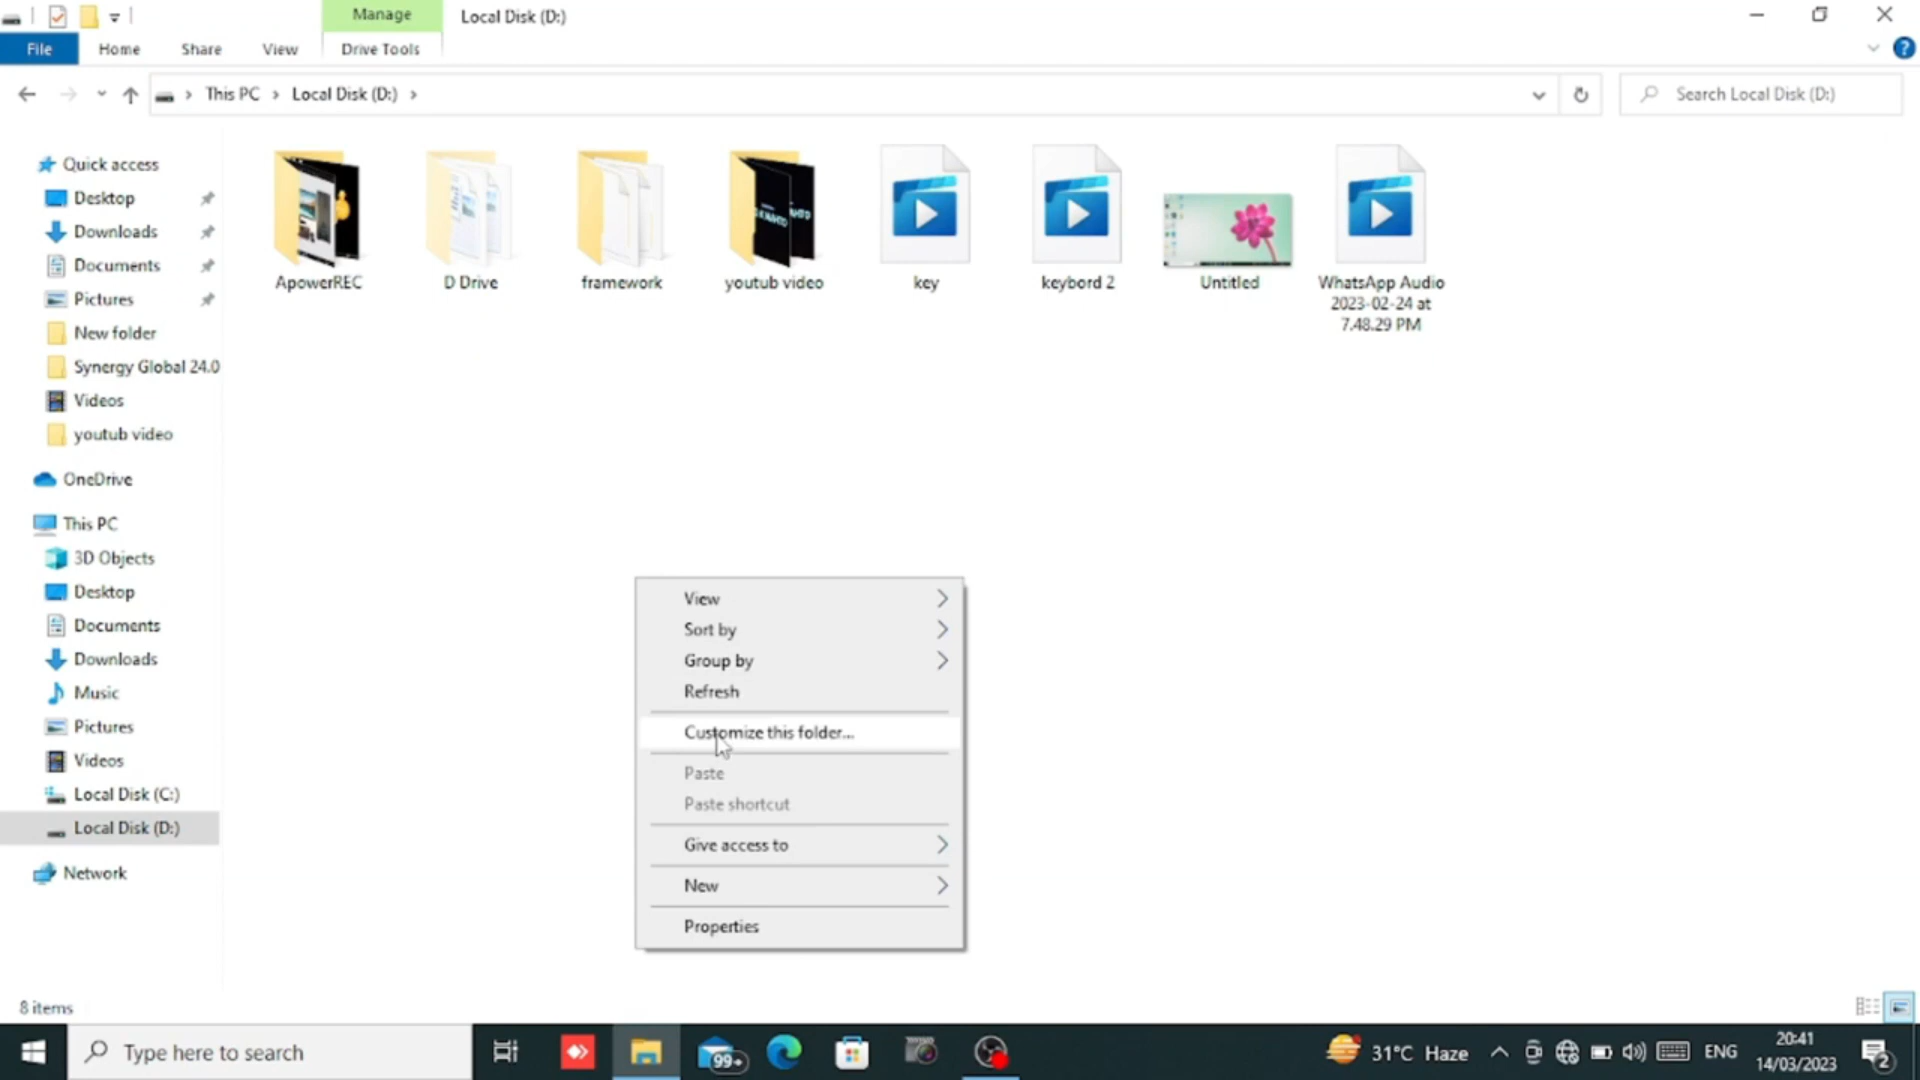 Manage
Local Disk (D:)
File
Home
Share
View
Drive Tools
This PC
Local Disk (D:)
Search Local Disk (D:)
Quick access
Desktop
Downloads
Documents
Pictures
New folder
Synergy Global 24.0
Videos
youtub video
OneDrive
This PC
3D Objects
Desktop
Documents
Downloads
Music
Pictures
Videos
Local Disk (C:)
Local Disk (D:)
Network
ApowerREC
D Drive
framework
youtub video
key
keybord 2
Untitled
WhatsApp Audio
2023-02-24 at
7.48.29 PM
View
Sort by
Group by
Refresh
Customize this folder...
Paste
Paste shortcut
Give access to
New
Properties
8 items
Type here to search
99+
31°C Haze
ENG
20:41
14/03/2023
2